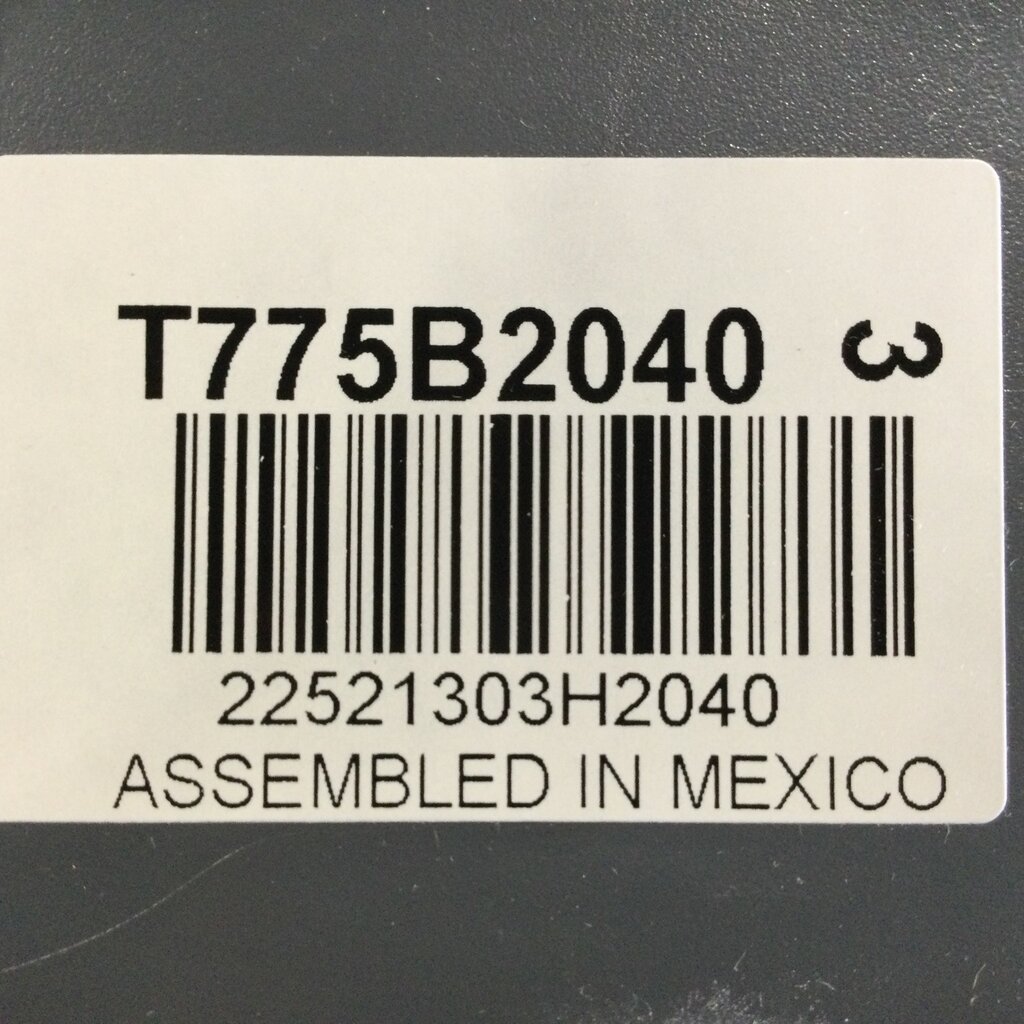 T775B2040 3
22521303H2040
ASSEMBLED IN MEXICO